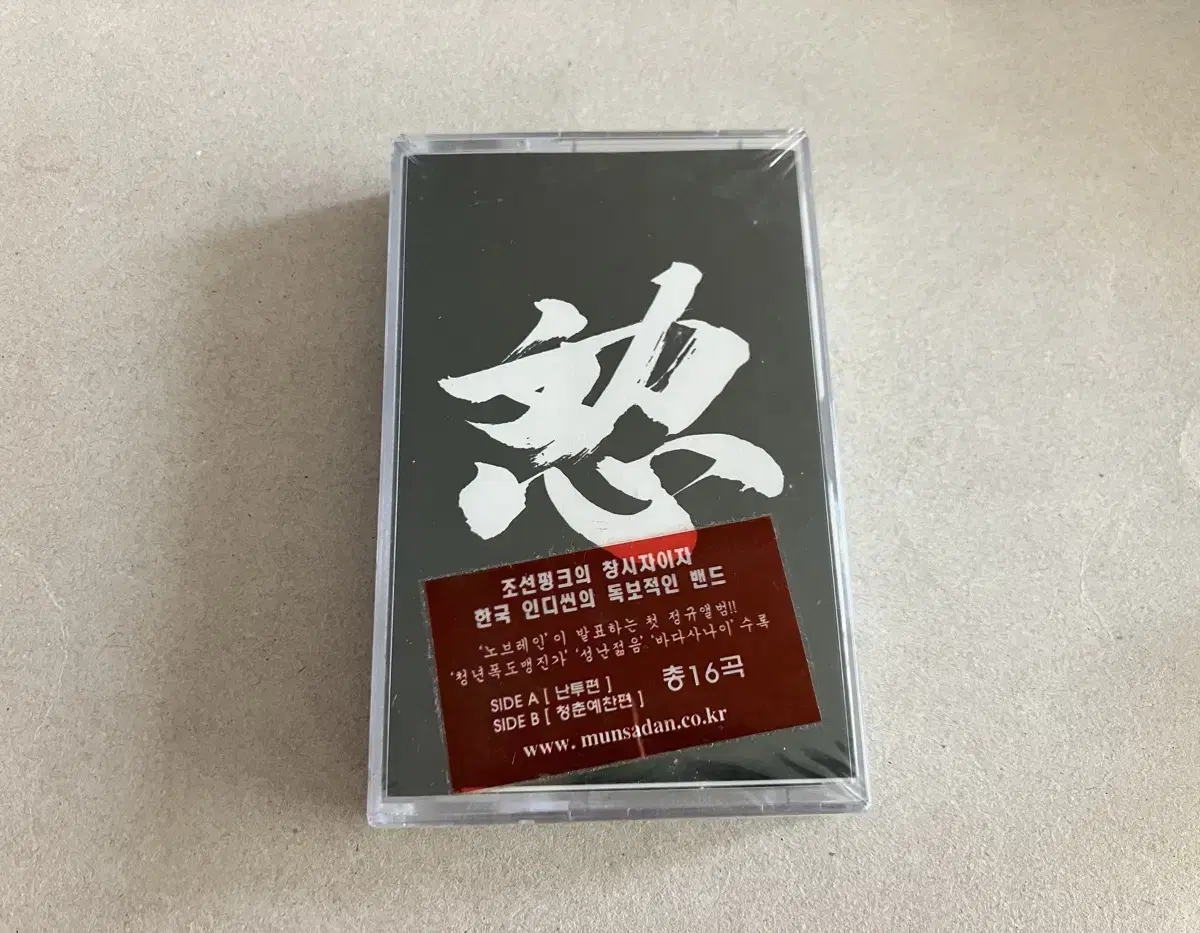 怒
조선펑크의 창시자이자
한국 인디씬의 독보적인 밴드
'노브레인'이 발표하는 첫 정규앨범!!
'청년폭도맹진가' '성난젊음' '바다사나이' 수록
SIDE A [ 난투편 ]
SIDE B [ 청춘예찬편 ]
총16곡
www. munsadan.co.kr